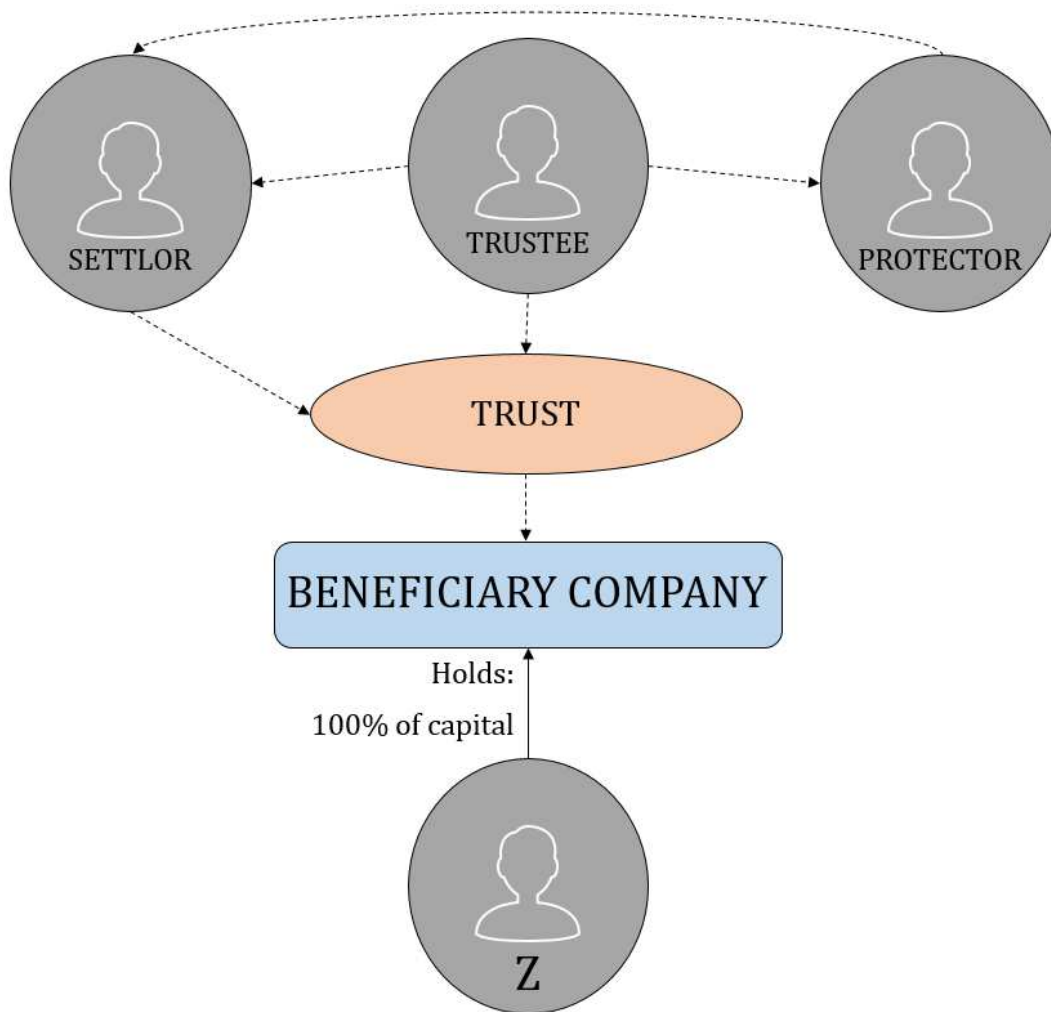 SETTLOR
TRUSTEE
PROTECTOR
TRUST
BENEFICIARY COMPANY
Holds:
100% of capital
Z